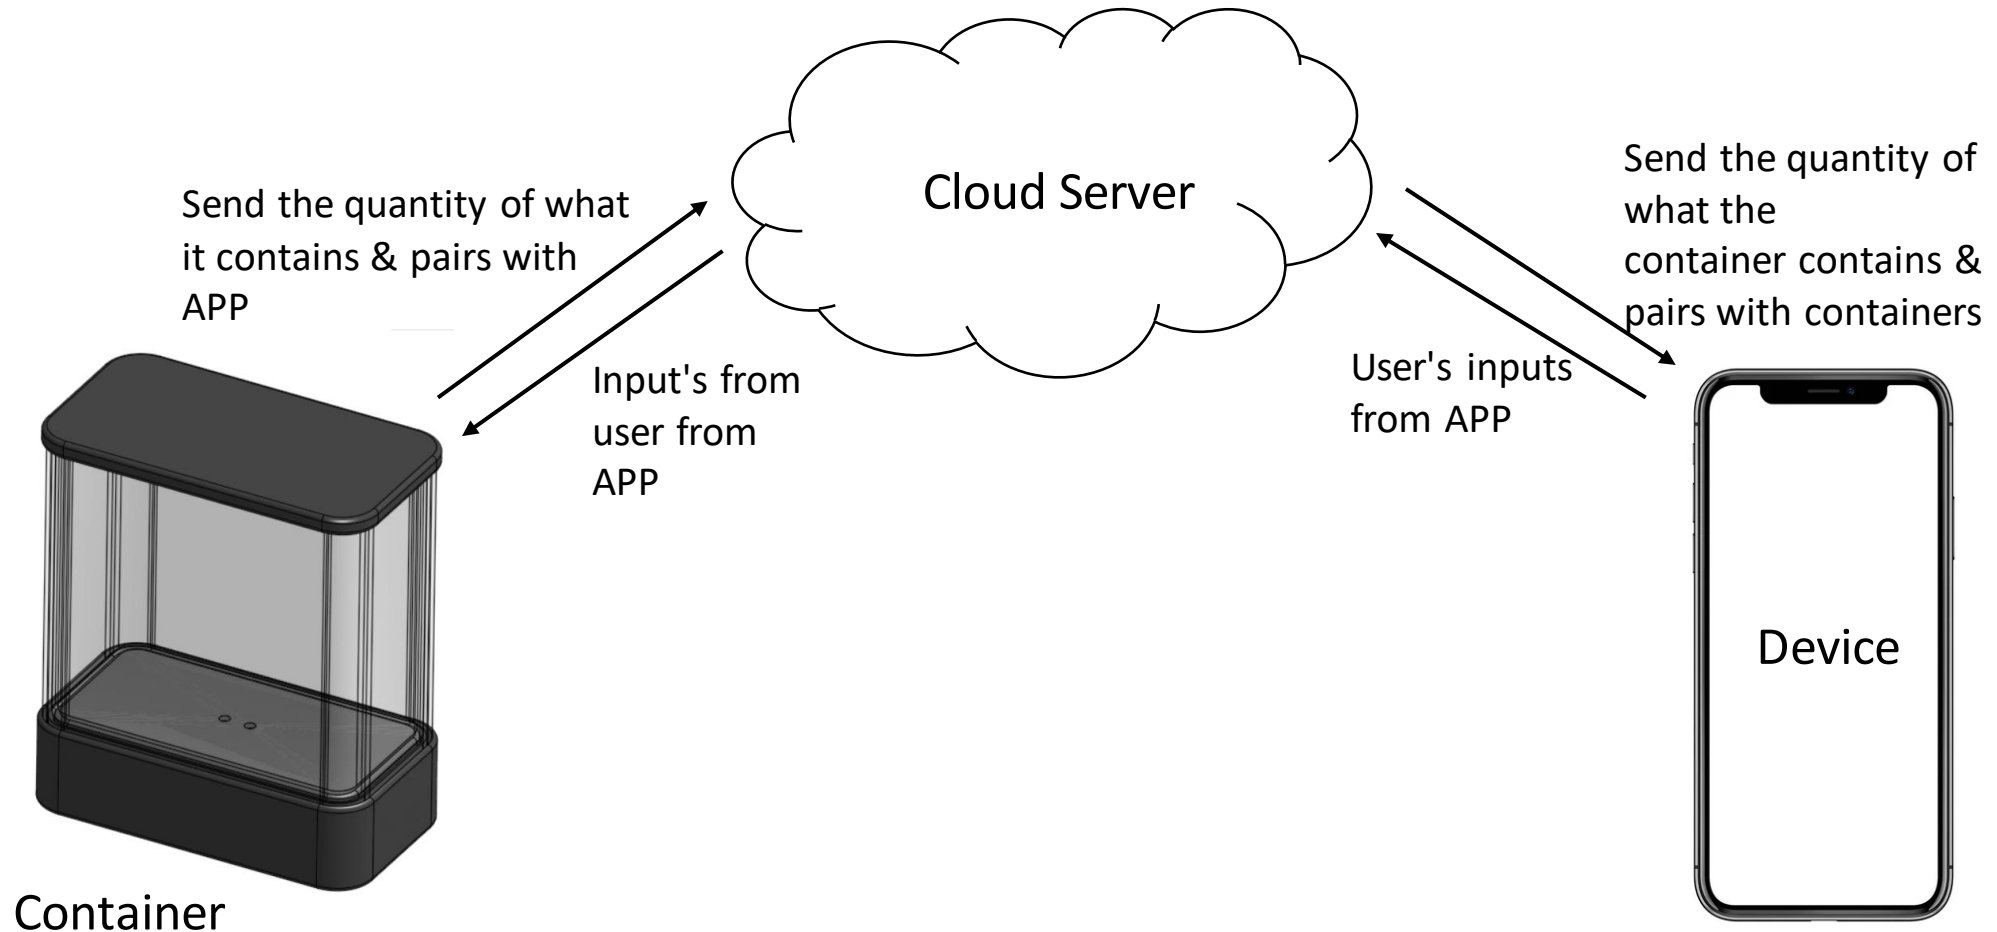 Cloud Server
Send the quantity of what
it contains & pairs with
APP
Input's from
user from
APP
Send the quantity of
what the
container contains &
pairs with containers
User's inputs
from APP
Device
Container